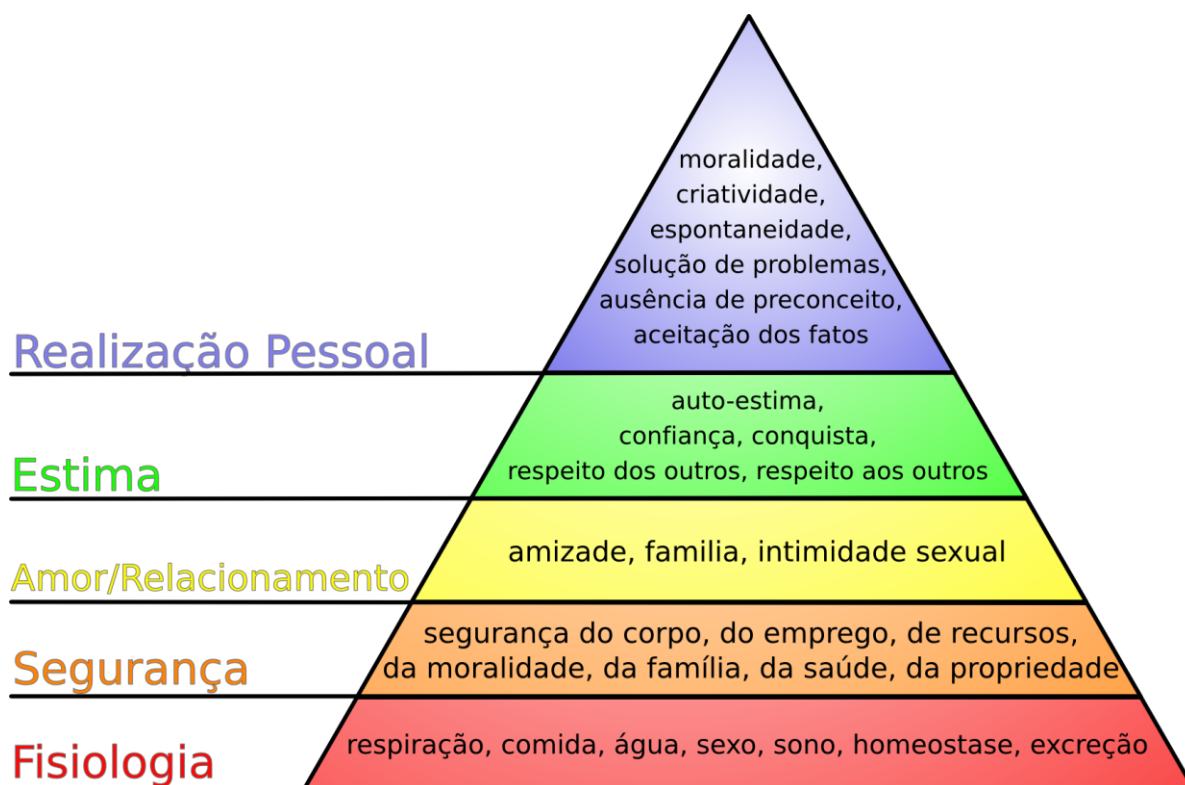 moralidade,
criatividade,
espontaneidade,
solução de problemas,
ausência de preconceito,
aceitação dos fatos
Realização Pessoal
auto-estima,
confiança, conquista,
respeito dos outros, respeito aos outros
Estima
amizade, familia, intimidade sexual
Amor/Relacionamento
segurança do corpo, do emprego, de recursos,
da moralidade, da família, da saúde, da propriedade
Segurança
respiração, comida, água, sexo, sono, homeostase, excreção
Fisiologia